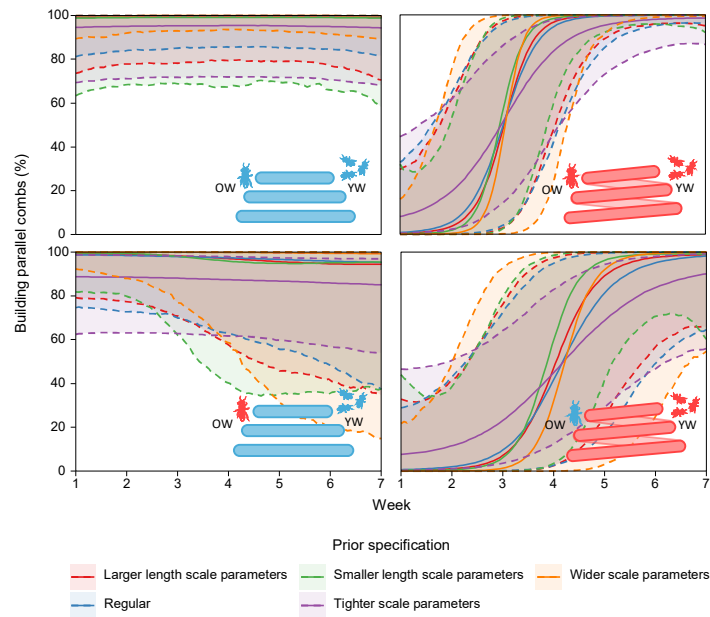 Building parallel combs (%)
100
80
60
40
20
0
OW
YW
OW
YW
100
80
60
40
20
0
OW
YW
OW
YW
1 2 3 4 5 6 7
1 2 3 4 5 6 7
Week
Prior specification
Larger length scale parameters
Smaller length scale parameters
Wider scale parameters
Regular
Tighter scale parameters